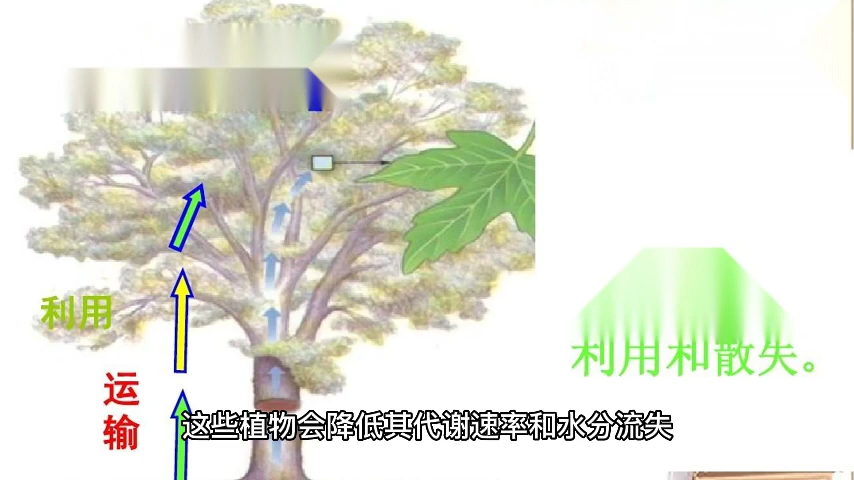 利用
利用和散失。
运
输
这些植物会降低其代谢速率和水分流失